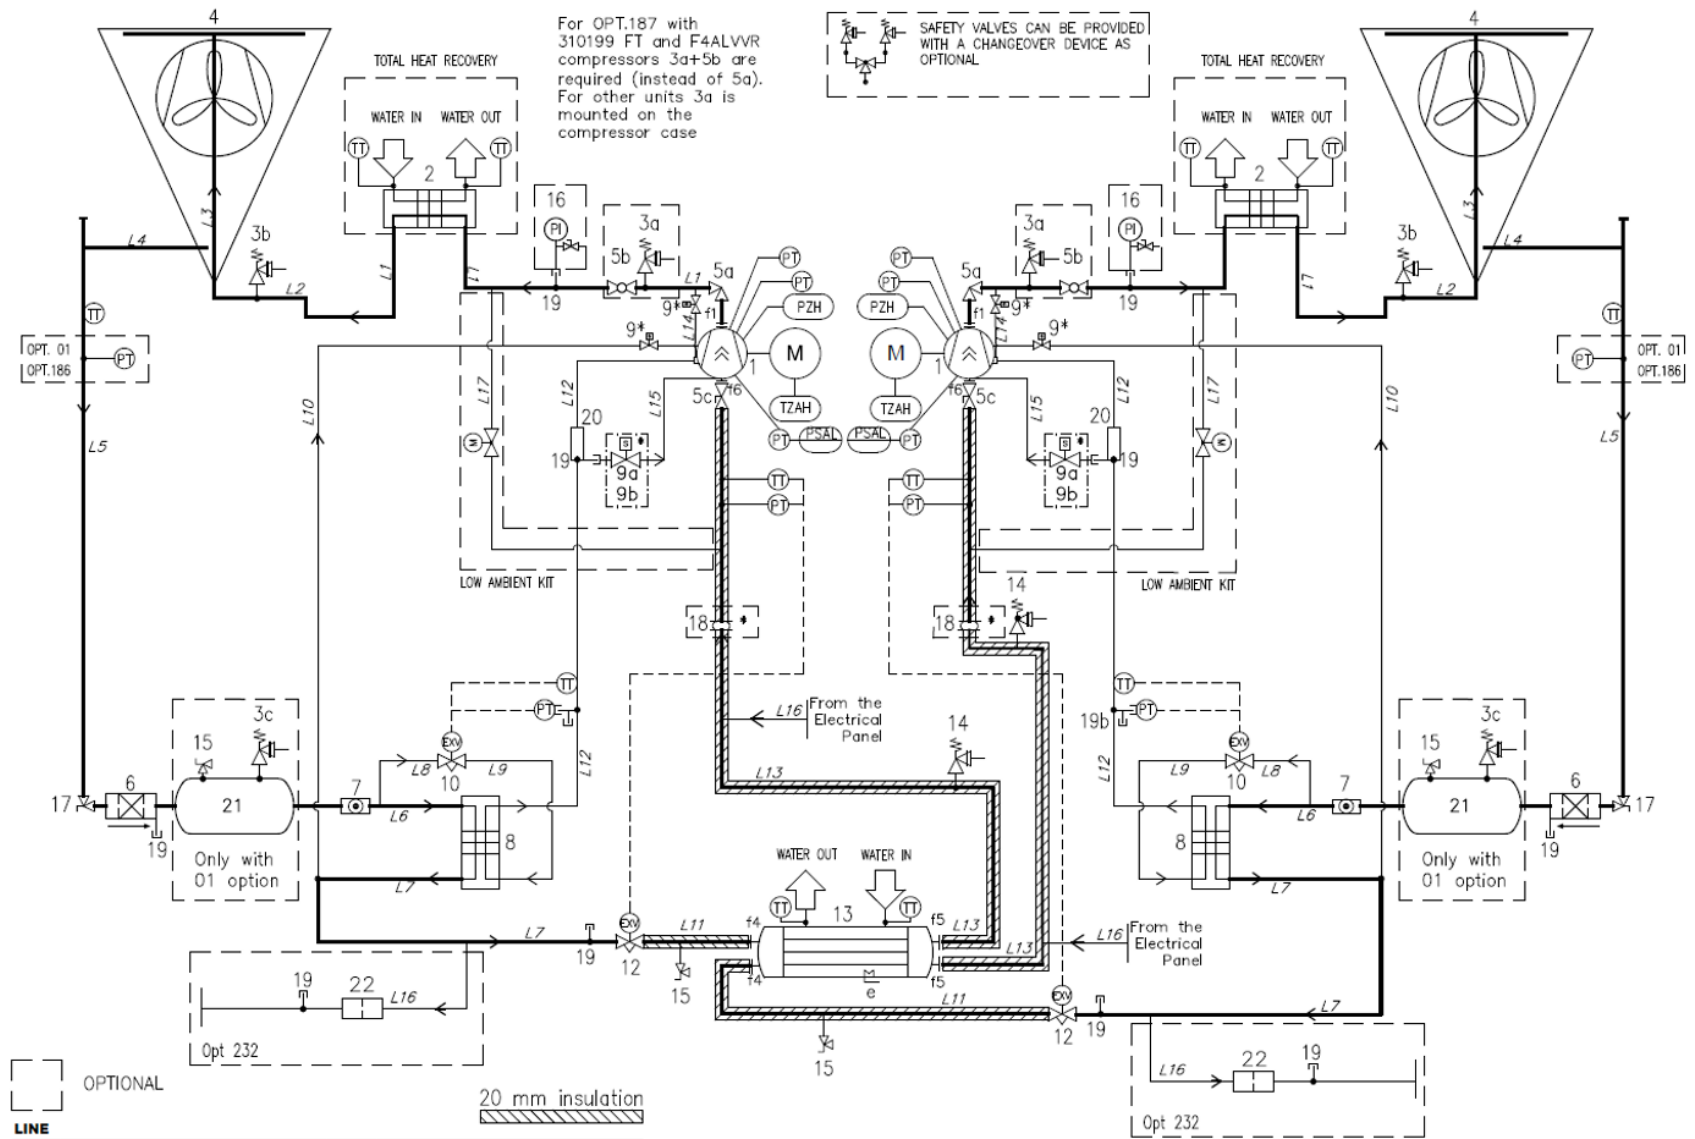 4
4
For OPT.187 with
310199 FT and F4ALVVR
compressors 3a+5b are
required (instead of 5a).
For other units 3a is
mounted on the
compressor case
SAFETY VALVES CAN BE PROVIDED
WITH A CHANGEOVER DEVICE AS
OPTIONAL
TOTAL HEAT RECOVERY
TOTAL HEAT RECOVERY
WATER IN WATER OUT
WATER IN WATER OUT
TT TT
TT TT
2
2
16
3a
3a
16
PI
PI
L3
L3
3b
3b
L4
L4
5b
5a
PT
PT
5a
5b
L1
L1
L1
L1
L2
L2
19
19
9*
f1
PT
PZH
PT
PZH
f1
9*
L14
L14
9*
9*
TT
TT
OPT. 01
OPT.186
PT
PT
OPT. 01
OPT.186
1
M
M
1
L10
L17
L12
L15
5c
f6
TZAH
TZAH
f6
5c
L15
L12
L17
L10
PT
PSAL
PSAL
PT
L5
L5
M
M
20
20
19
19
S *
S *
9a
9b
9a
9b
TT
PT
TT
PT
LOW AMBIENT KIT
LOW AMBIENT KIT
14
18 *
18 *
TT
PT
TT
PT
19b
L16
From the
Electrical
Panel
14
3c
3c
15
15
EXV
EXV
L8
L9
L9
L8
10
10
L12
L12
L13
17
6
21
7
L6
L6
7
21
6
17
19
19
8
8
Only with
01 option
Only with
01 option
L7
L7
WATER OUT WATER IN
TT
13
TT
f4
f5
L13
L13
L7
19
EXV
12
L11
f4
f5
e
15
L16
From the
Electrical
Panel
L11
EXV
12
19
L7
15
19
22
L16
Opt 232
L16
22
19
Opt 232
OPTIONAL
20 mm insulation
LINE